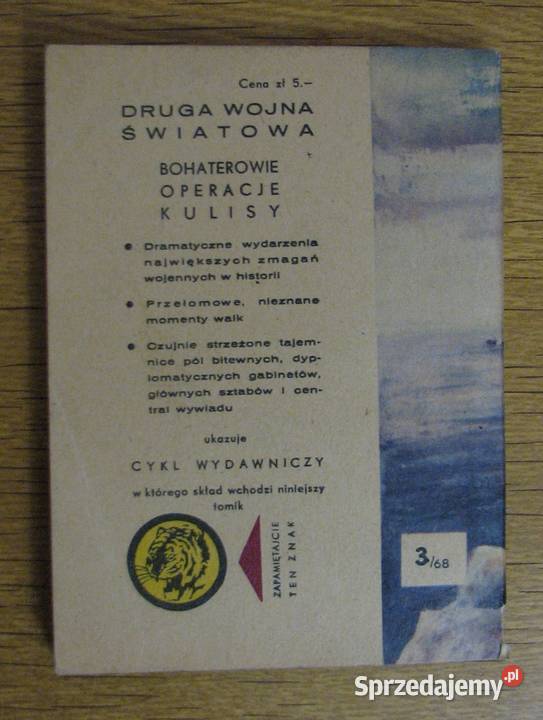 Cena zł 5.—
DRUGA WOJNA
ŚWIATOWA
BOHATEROWIE
OPERACJE
KULISY
● Dramatyczne wydarzenia
największych zmagań
wojennych w historii
● Przełomowe, nieznane
momenty walk
● Czujnie strzeżone tajem-
nice pól bitewnych, dyp-
lomatycznych gabinetów,
głównych sztabów i cen-
tral wywiadu
ukazuje
CYKL WYDAWNICZY
w którego skład wchodzi niniejszy
tomik
ZAPAMIĘTAJCIE
TEN ZNAK
3/68
Sprzedajemy.pl